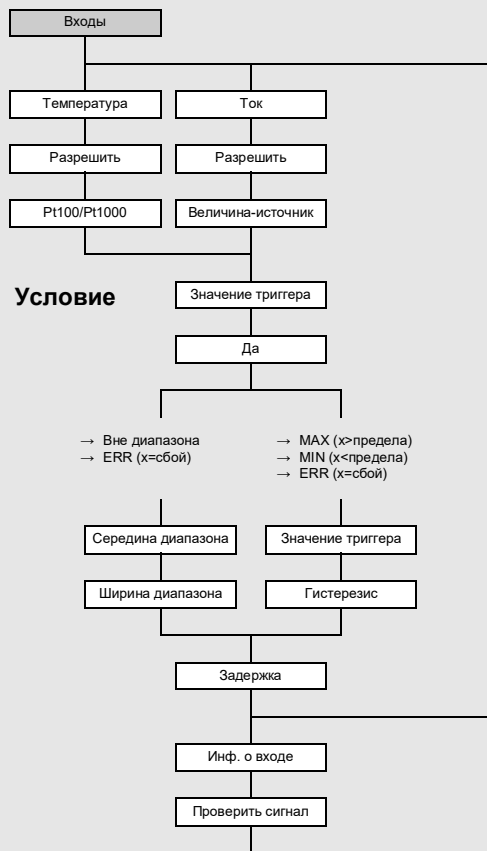 Входы
Температура
Ток
Разрешить
Разрешить
Pt100/Pt1000
Величина-источник
Условие
Значение триггера
Да
→ Вне диапазона
→ ERR (x=сбой)
→ MAX (x>предела)
→ MIN (x<предела)
→ ERR (x=сбой)
Середина диапазона
Значение триггера
Ширина диапазона
Гистерезис
Задержка
Инф. о входе
Проверить сигнал